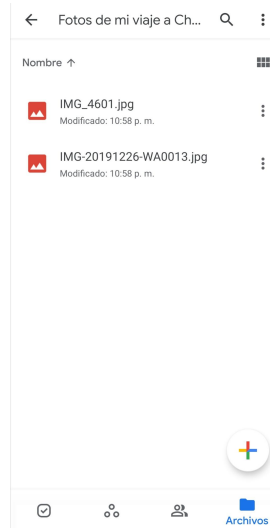 Fotos de mi viaje a Ch...
Nombre ↑
IMG_4601.jpg
Modificado: 10:58 p. m.
IMG-20191226-WA0013.jpg
Modificado: 10:58 p. m.
Archivos